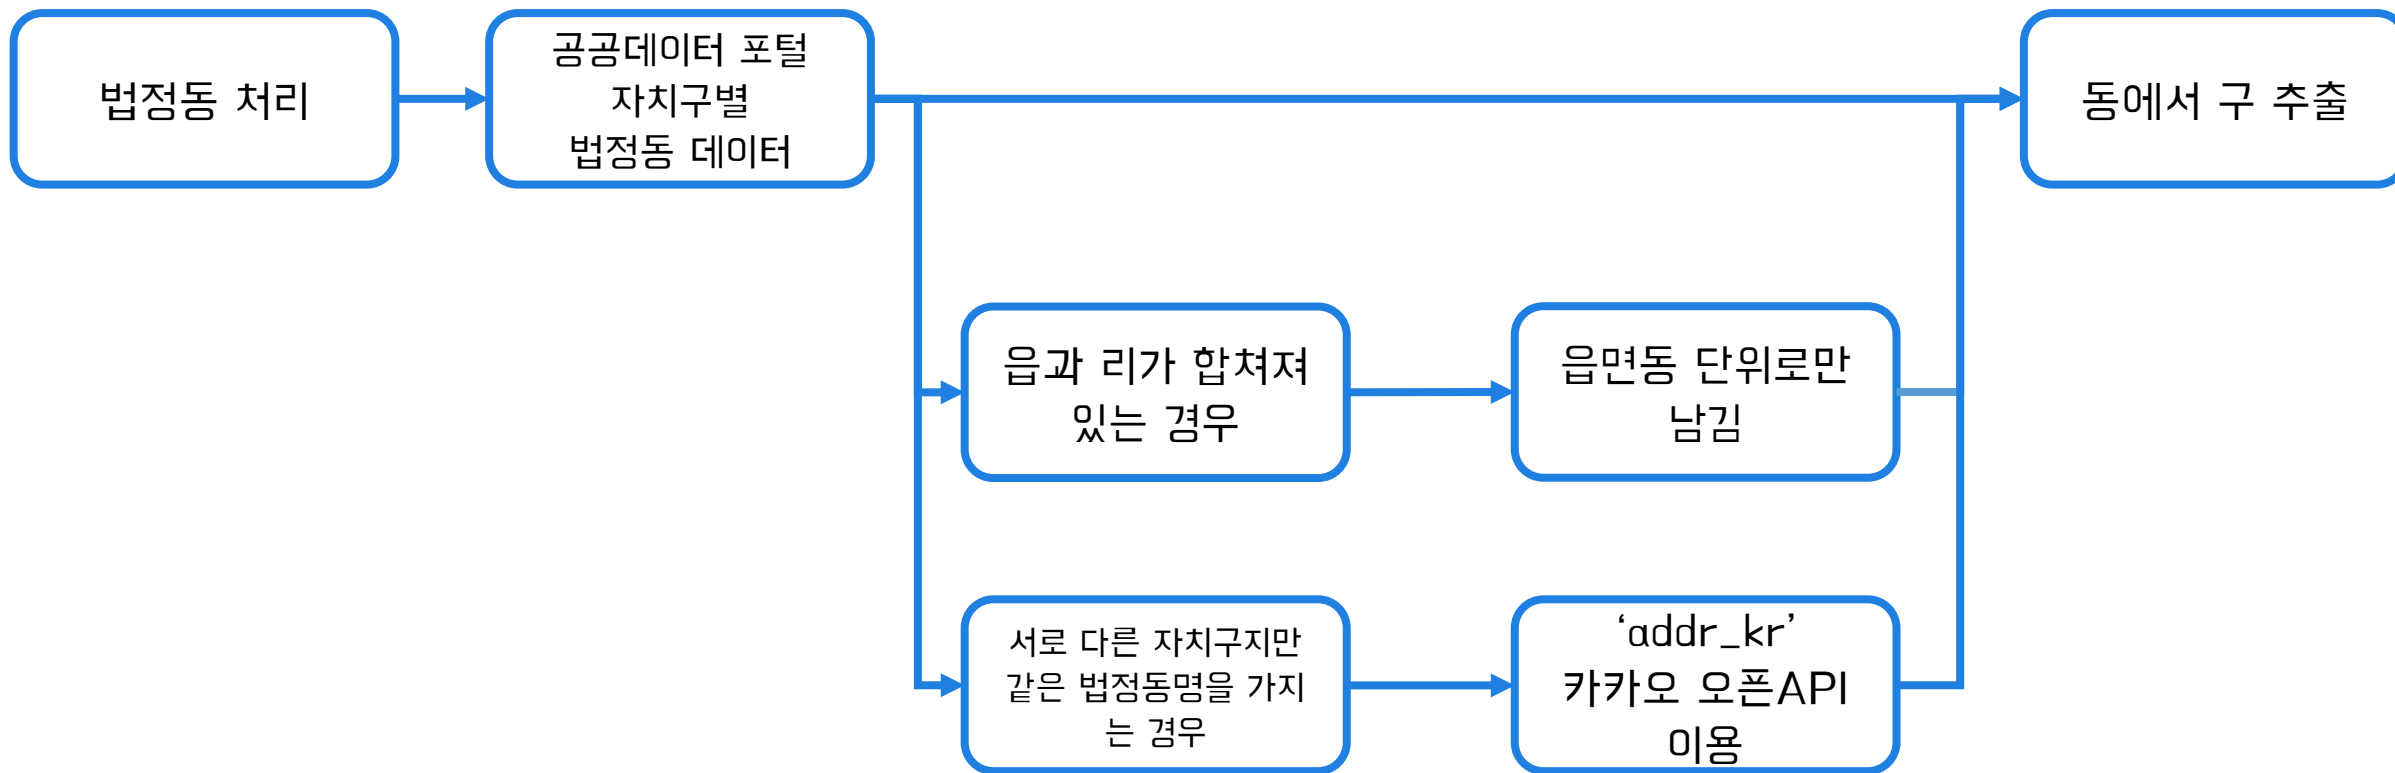 법정동 처리
공공데이터 포털
자치구별
법정동 데이터
동에서 구 추출
읍과 리가 합쳐져
있는 경우
읍면동 단위로만
남김
서로 다른 자치구지만
같은 법정동명을 가지
는 경우
‘addr_kr’
카카오 오픈API
이용